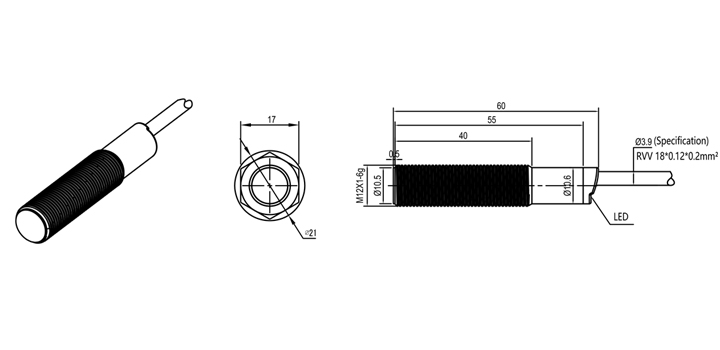 17
⌀21
60
55
40
0.5
M12X1-6g
Ø10.5
Ø10.6
Ø3.9 (Specification)
RVV 18*0.12*0.2mm²
LED